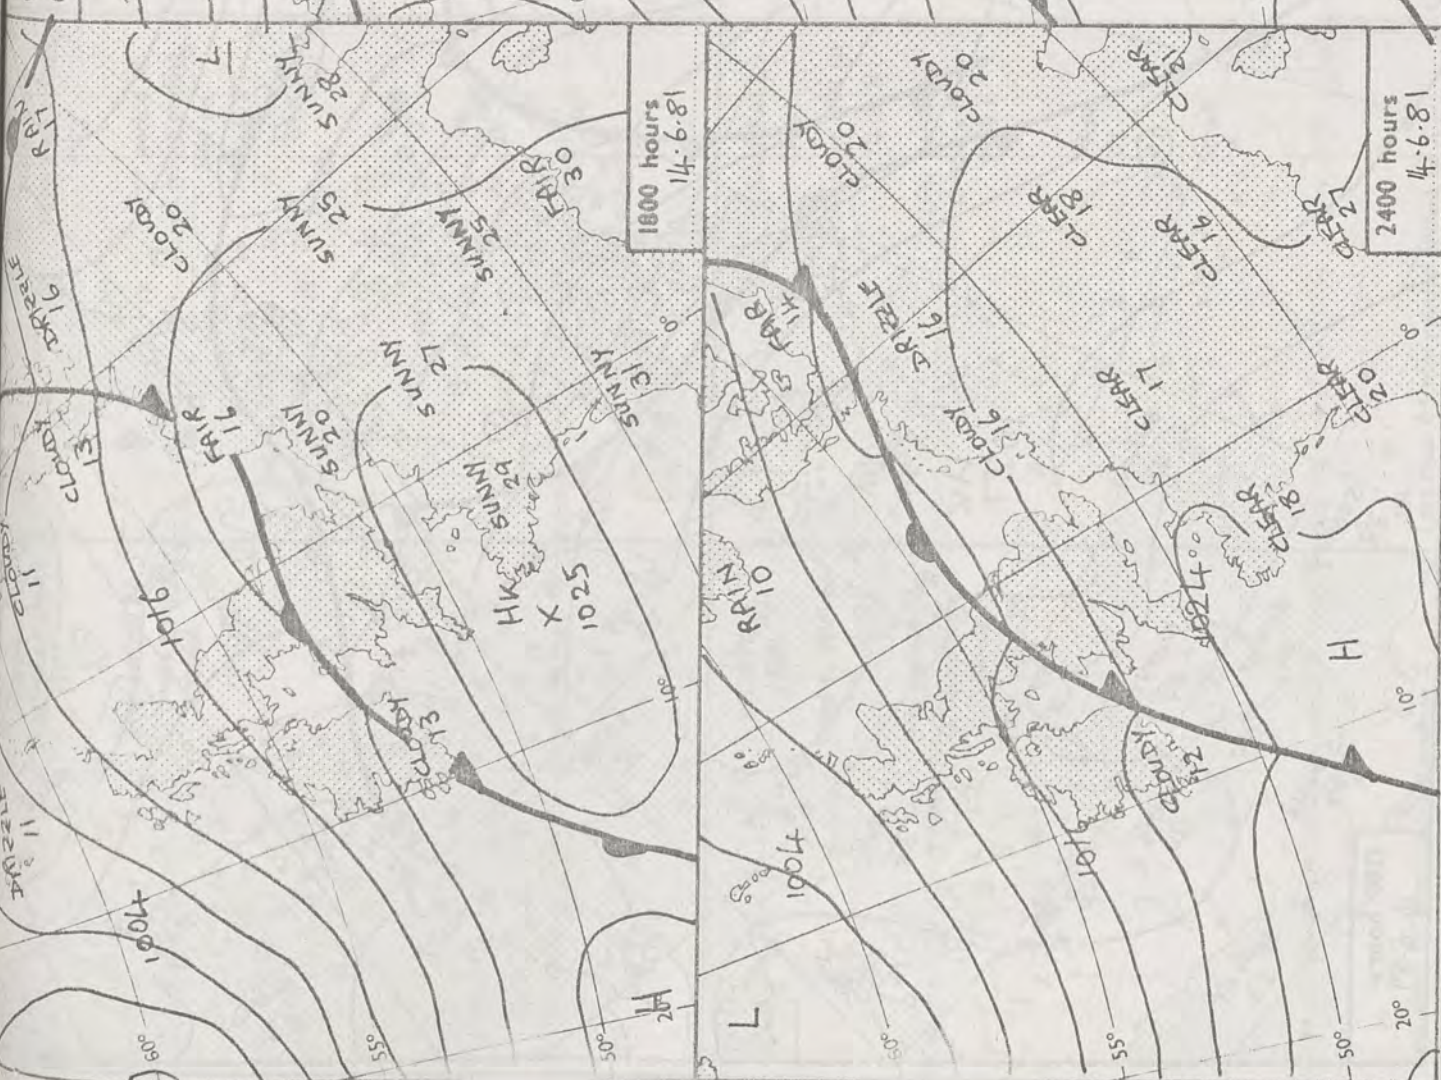 1800 hours
14.6.81
L
RAIN
17
SUNNY
28
CLOUDY
20
DRIZZLE
16
SUNNY
25
FAIR
30
SUNNY
25
CLOUDY
13
FAIR
16
SUNNY
20
SUNNY
27
SUNNY
31
0°
SUNNY
29
CLOUDY
11
1016
H
X
1025
10°
CLOUDY
13
DRIZZLE
11
1004
H
20°
60°
55°
50°
2400 hours
14.6.81
CLOUDY
20
CLEAR
21
CLOUDY
20
CLEAR
18
CLEAR
16
CLEAR
27
FAIR
14
DRIZZLE
16
CLOUDY
16
CLEAR
17
CLEAR
20
0°
CLEAR
18
RAIN
10
1024
H
10°
CLOUDY
12
1016
1004
L
60°
55°
50°
20°